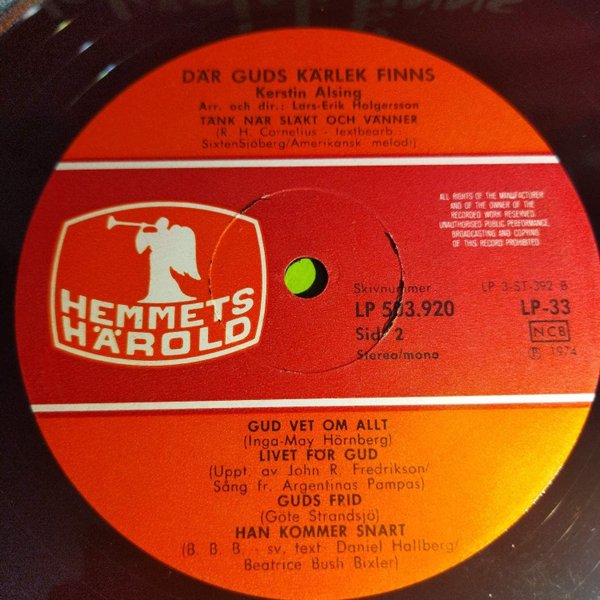 DÄR GUDS KÄRLEK FINNS
Kerstin Alsing
Arr. och dir.: Lars-Erik Holgersson
TÄNK NÄR SLÄKT OCH VÄNNER
(R. H. Cornelius - textbearb.:
SixtenSjöberg/Amerikansk melodi)
HEMMETS
HÄROLD
ALL RIGHTS OF THE MANUFACTURER
AND OF THE OWNER OF THE
RECORDED WORK RESERVED.
UNAUTHORISED PUBLIC PERFORMANCE,
BROADCASTING AND COPYING
OF THIS RECORD PROHIBITED.
Skivnummer LP 3-ST-392 B
LP 503.920 LP-33
Sida 2 NCB
Stereo/mono Ⓟ 1974
GUD VET OM ALLT
(Inga-May Hörnberg)
LIVET FÖR GUD
(Uppt. av John R. Fredrikson/
Sång fr. Argentinas Pampas)
GUDS FRID
(Göte Strandsjö)
HAN KOMMER SNART
(B. B. B. - sv. text: Daniel Hallberg/
Beatrice Bush Bixler)